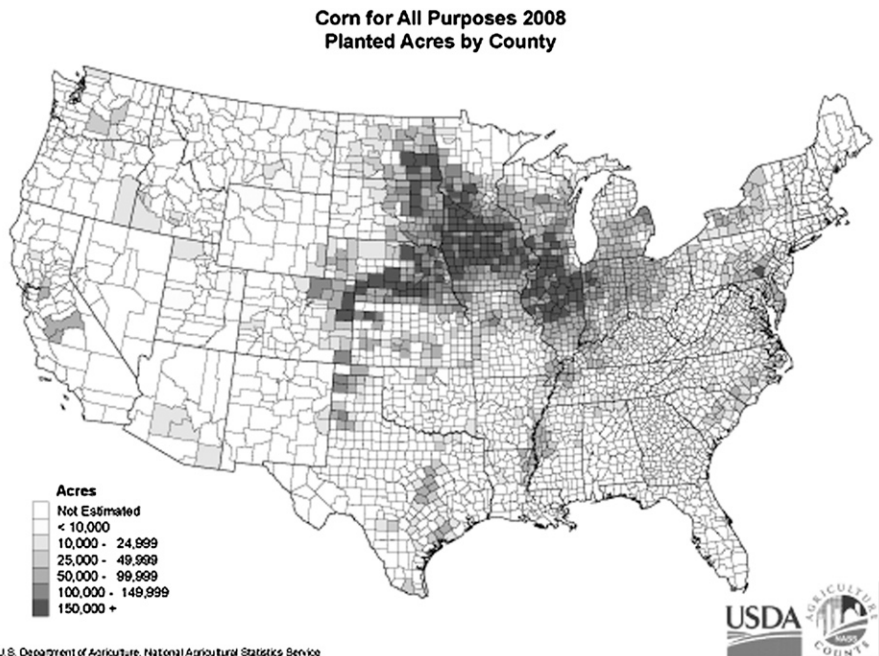 Corn for All Purposes 2008
Planted Acres by County
Acres
Not Estimated
< 10,000
10,000 - 24,999
25,000 - 49,999
50,000 - 99,999
100,000 - 149,999
150,000 +
USDA
AGRICULTURE
NASS
COUNTS
U.S. Department of Agriculture, National Agricultural Statistics Service